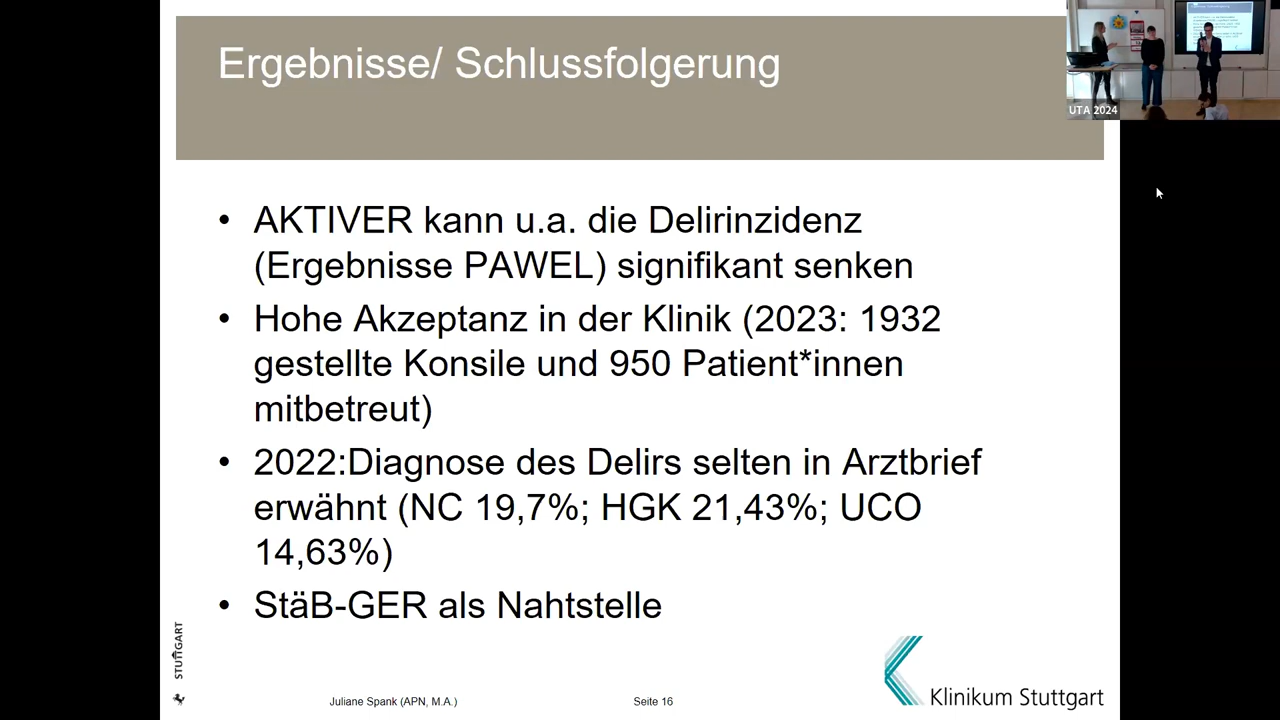 Ergebnisse/ Schlussfolgerung
UTA 2024
• AKTIVER kann u.a. die Delirinzidenz
(Ergebnisse PAWEL) signifikant senken
• Hohe Akzeptanz in der Klinik (2023: 1932
gestellte Konsile und 950 Patient*innen
mitbetreut)
• 2022:Diagnose des Delirs selten in Arztbrief
erwähnt (NC 19,7%; HGK 21,43%; UCO
14,63%)
• StäB-GER als Nahtstelle
STUTTGART
Juliane Spank (APN, M.A.)
Seite 16
Klinikum Stuttgart